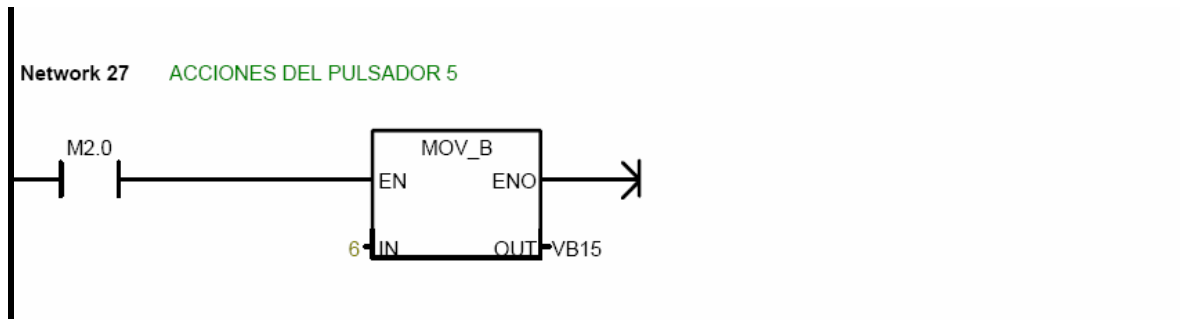 Network 27 ACCIONES DEL PULSADOR 5
M2.0
MOV_B
EN ENO
6 IN OUT VB15